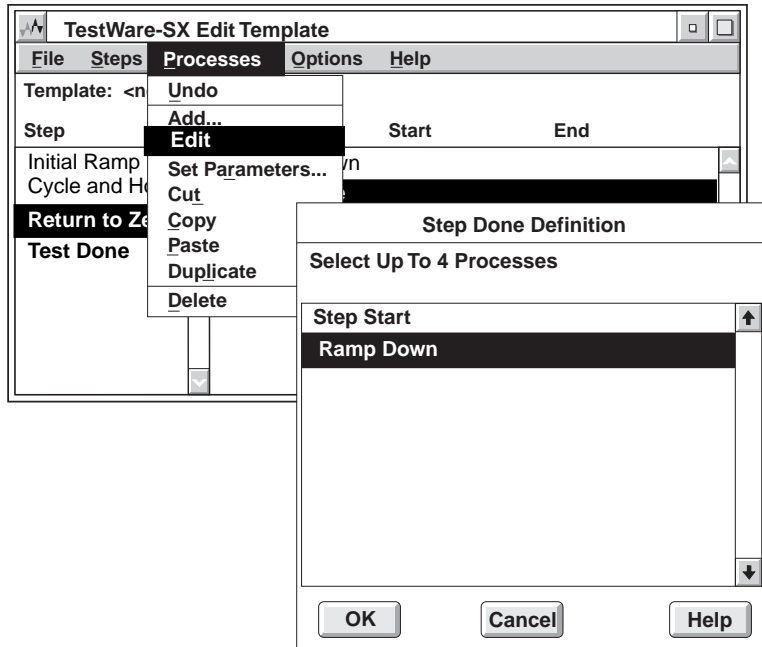 TestWare-SX Edit Template
File Steps Processes Options Help
Template: <n
Undo
Step
Add...
Start End
Edit
Initial Ramp
Set Parameters...
wn
Cycle and Ho
Cut
Return to Ze
Copy
Test Done
Paste
Duplicate
Delete
Step Done Definition
Select Up To 4 Processes
Step Start
Ramp Down
OK Cancel Help